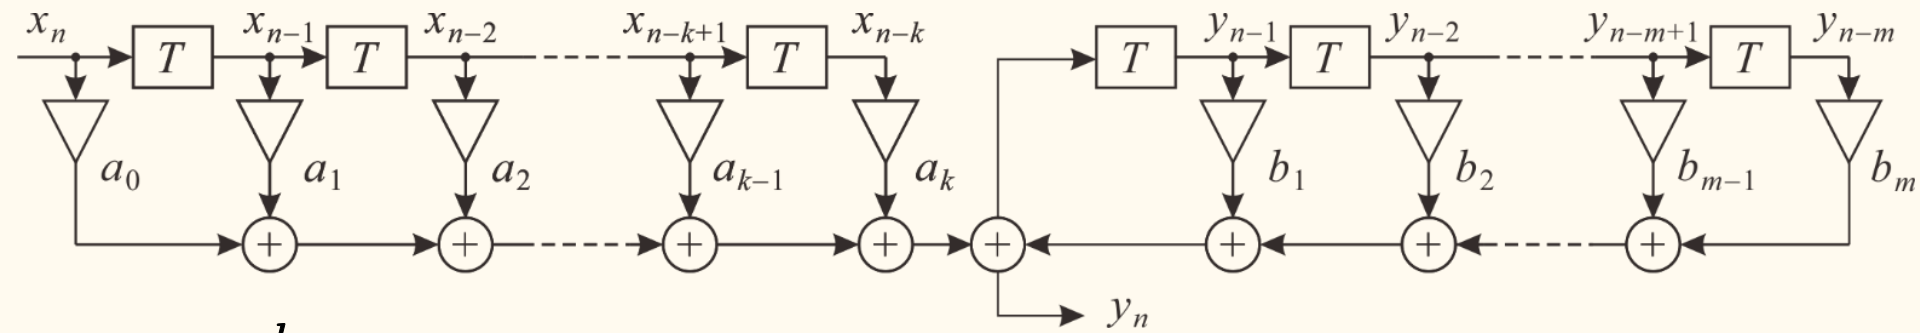 xₙ xₙ₋₁ xₙ₋₂ xₙ₋ₖ₊₁ xₙ₋ₖ yₙ₋₁ yₙ₋₂ yₙ₋ₘ₊₁ yₙ₋ₘ
T T T T T T
a₀ a₁ a₂ aₖ₋₁ aₖ b₁ b₂ bₘ₋₁ bₘ
+ + + + + + + +
yₙ